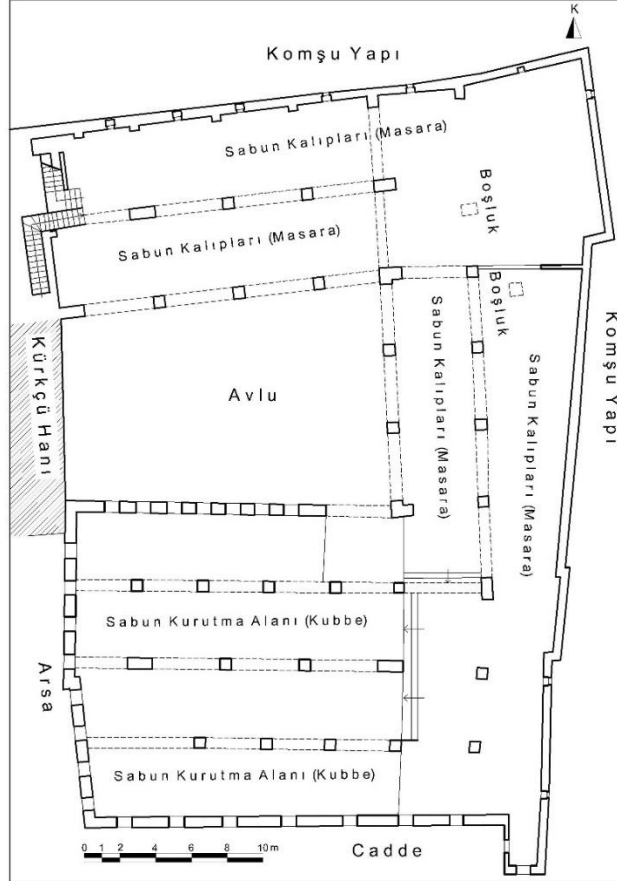 K
Komşu Yapı
Sabun Kalıpları (Masara)
Boşluk
Sabun Kalıpları (Masara)
Boşluk
Komşu Yapı
Kürkçü Hanı
Avlu
Sabun Kalıpları (Masara)
Sabun Kalıpları (Masara)
Sabun Kurutma Alanı (Kubbe)
Arsa
Sabun Kurutma Alanı (Kubbe)
0 1 2 4 6 8 10m
Cadde